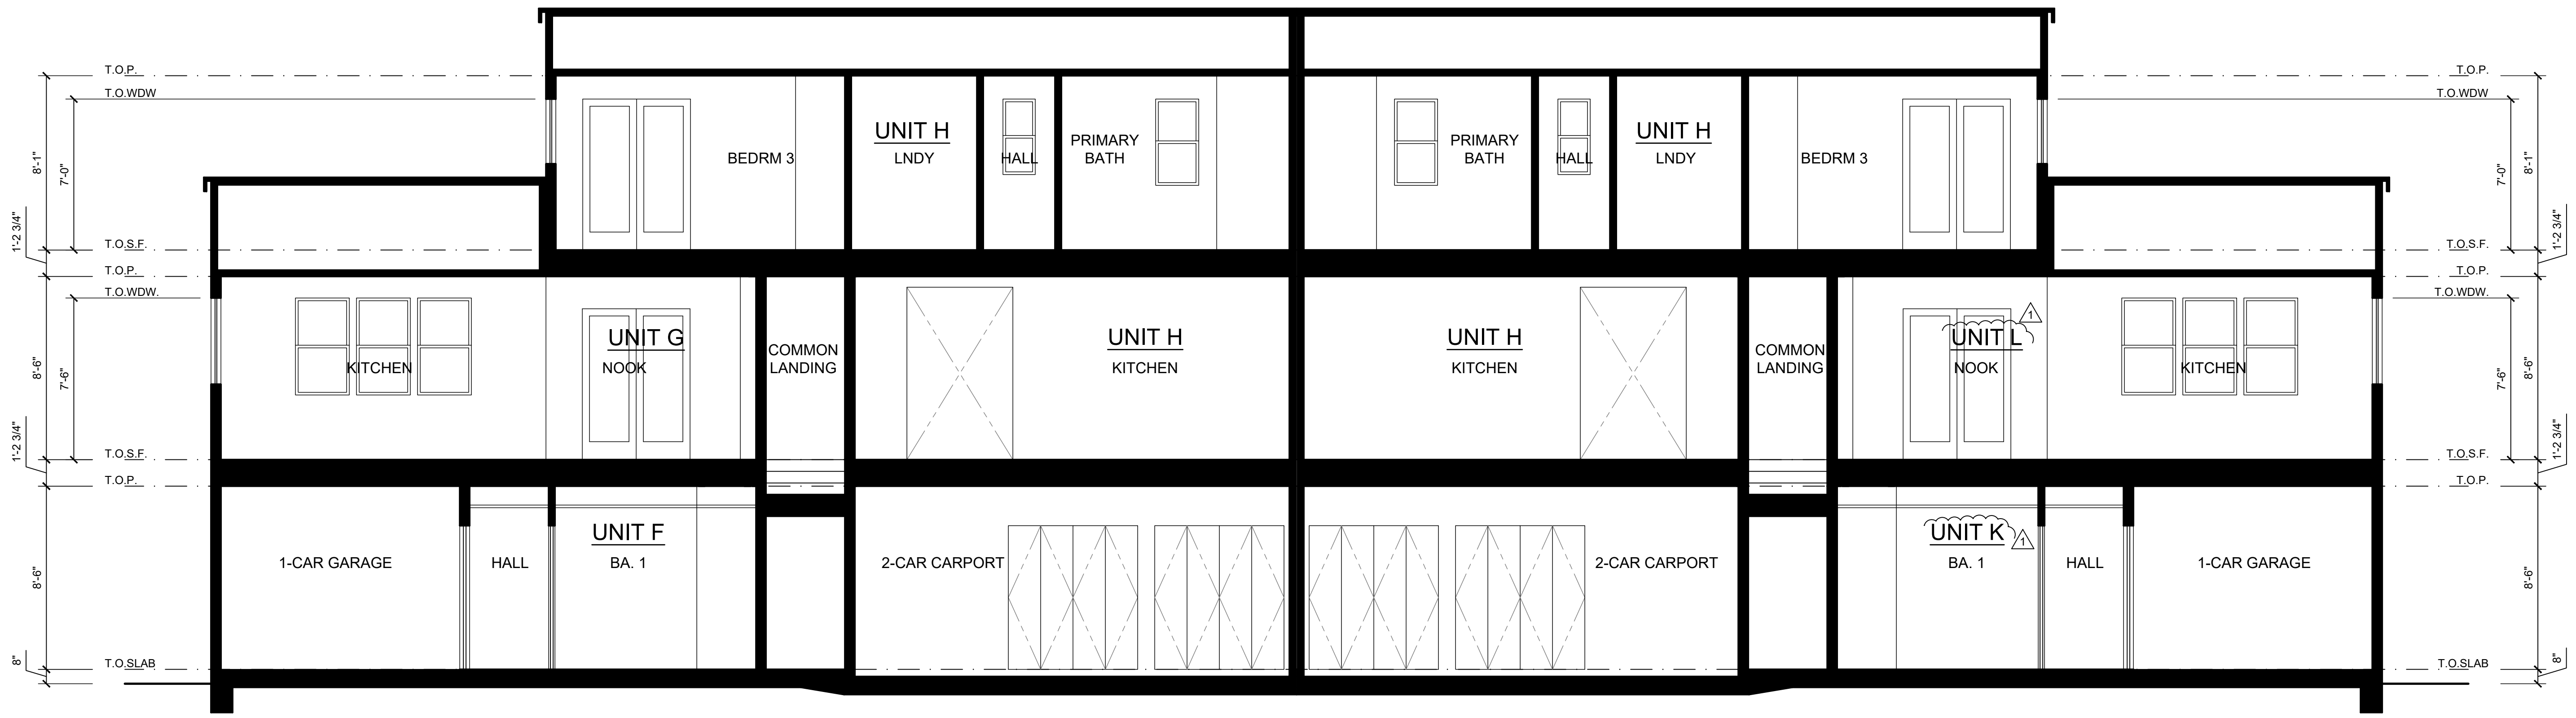 T.O.P.
T.O.P.
T.O.WDW
T.O.WDW
8'-1"
7'-0"
UNIT H
LNDY
BEDRM 3
HALL
PRIMARY
BATH
PRIMARY
BATH
HALL
UNIT H
LNDY
BEDRM 3
7'-0"
8'-1"
1'-2 3/4"
T.O.S.F.
T.O.S.F.
1'-2 3/4"
T.O.P.
T.O.P.
T.O.WDW.
T.O.WDW.
8'-6"
7'-6"
KITCHEN
UNIT G
NOOK
COMMON
LANDING
UNIT H
KITCHEN
UNIT H
KITCHEN
COMMON
LANDING
UNIT L
1
NOOK
KITCHEN
7'-6"
8'-6"
1'-2 3/4"
T.O.S.F.
T.O.S.F.
1'-2 3/4"
T.O.P.
T.O.P.
8'-6"
1-CAR GARAGE
HALL
UNIT F
BA. 1
2-CAR CARPORT
2-CAR CARPORT
UNIT K
1
BA. 1
HALL
1-CAR GARAGE
8'-6"
8"
T.O.SLAB
T.O.SLAB
8"